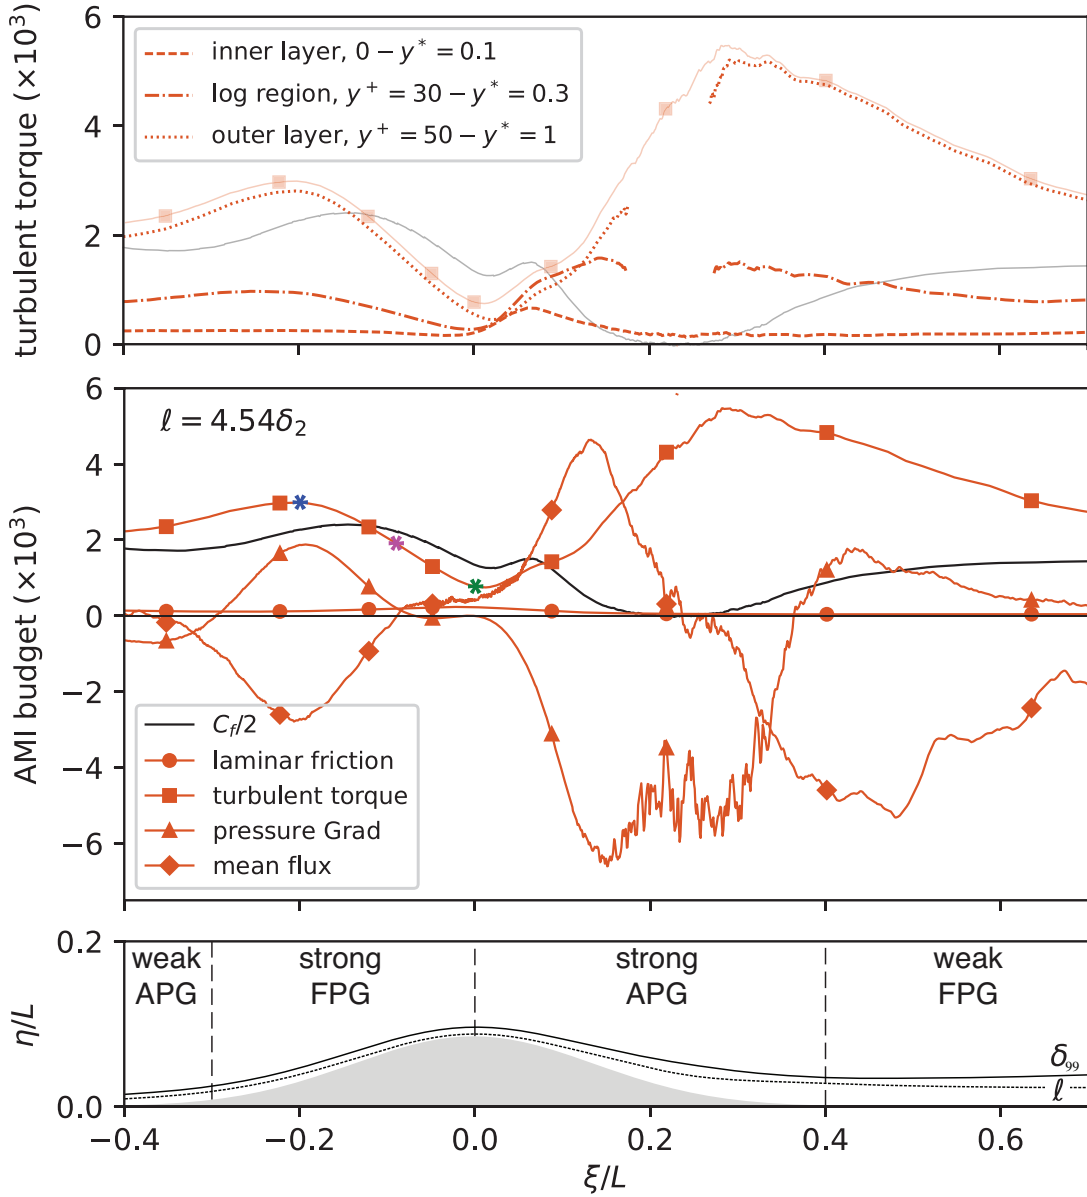 turbulent torque (×10³)
6
4
2
0
inner layer, 0 − y* = 0.1
log region, y⁺ = 30 − y* = 0.3
outer layer, y⁺ = 50 − y* = 1
AMI budget (×10³)
6
4
2
0
−2
−4
−6
ℓ = 4.54δ₂
C_f/2
laminar friction
turbulent torque
pressure Grad
mean flux
η/L
0.2
0.0
weak
APG
strong
FPG
strong
APG
weak
FPG
δ₉₉
ℓ
−0.4 −0.2 0.0 0.2 0.4 0.6
ξ/L